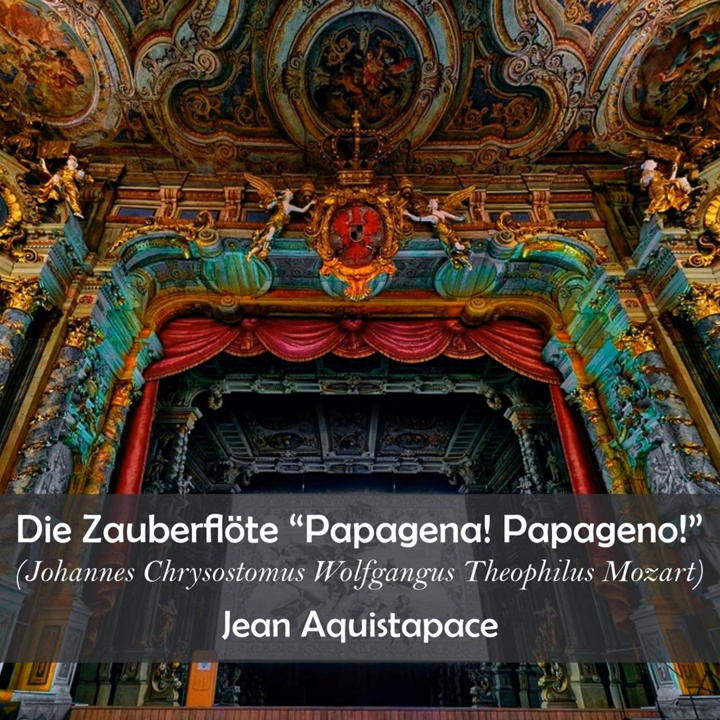 Die Zauberflöte “Papagena! Papageno!”
(Johannes Chrysostomus Wolfgangus Theophilus Mozart)
Jean Aquistapace